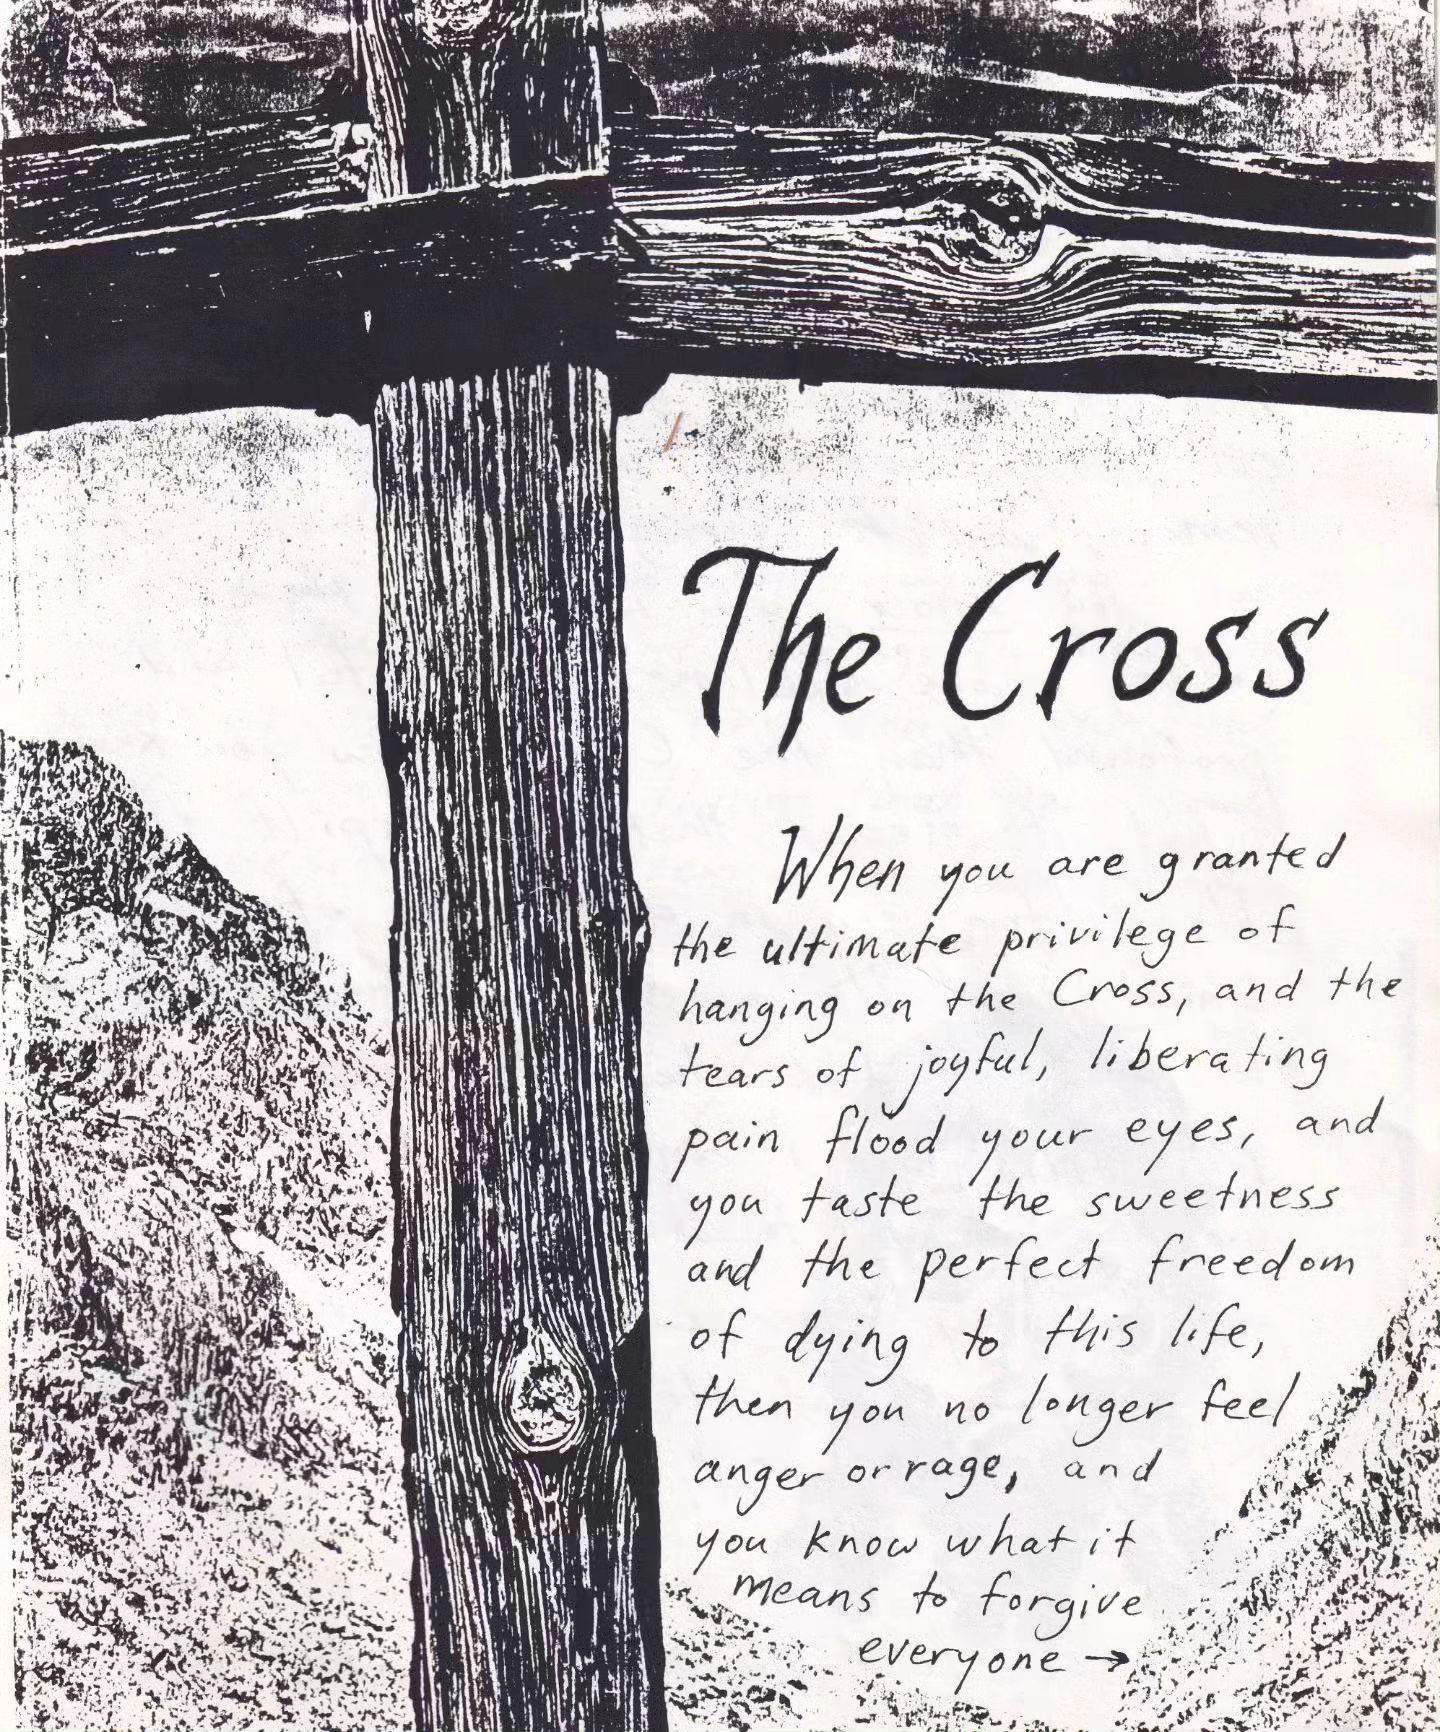 The Cross
When you are granted
the ultimate privilege of
hanging on the Cross, and the
tears of joyful, liberating
pain flood your eyes, and
you taste the sweetness
and the perfect freedom
of dying to this life,
then you no longer feel
anger or rage, and
you know what it
means to forgive
everyone →